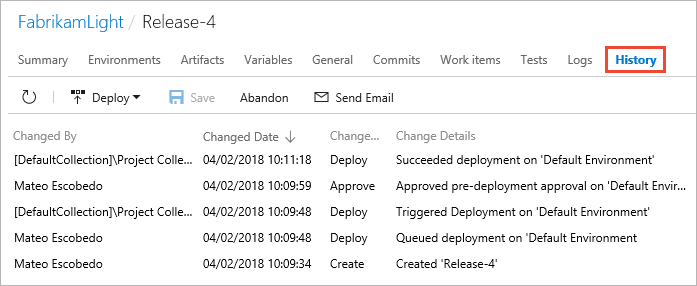 FabrikamLight / Release-4
Summary Environments Artifacts Variables General Commits Work items Tests Logs History
Deploy Save Abandon Send Email
Changed By Changed Date Change... Change Details
[DefaultCollection]\Project Colle... 04/02/2018 10:11:18 Deploy Succeeded deployment on 'Default Environment'
Mateo Escobedo 04/02/2018 10:09:59 Approve Approved pre-deployment approval on 'Default Envir...
[DefaultCollection]\Project Colle... 04/02/2018 10:09:48 Deploy Triggered Deployment on 'Default Environment'
Mateo Escobedo 04/02/2018 10:09:48 Deploy Queued deployment on 'Default Environment
Mateo Escobedo 04/02/2018 10:09:34 Create Created 'Release-4'